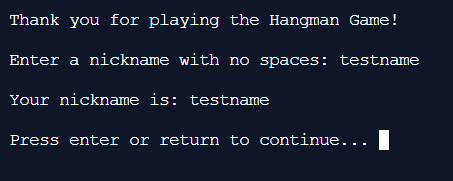 Thank you for playing the Hangman Game!
Enter a nickname with no spaces: testname
Your nickname is: testname
Press enter or return to continue...